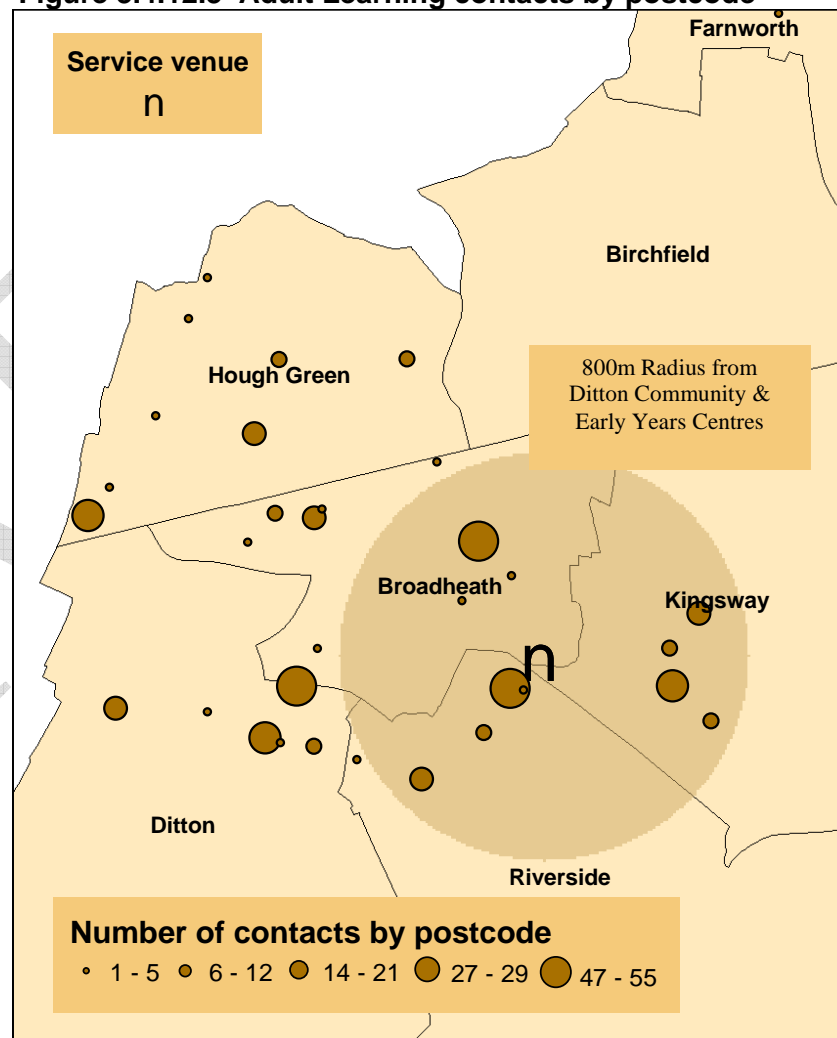 Farnworth
Service venue
n
Birchfield
800m Radius from
Ditton Community &
Early Years Centres
Hough Green
Broadheath
Kingsway
n
Ditton
Riverside
Number of contacts by postcode
1 - 5 6 - 12 14 - 21 27 - 29 47 - 55